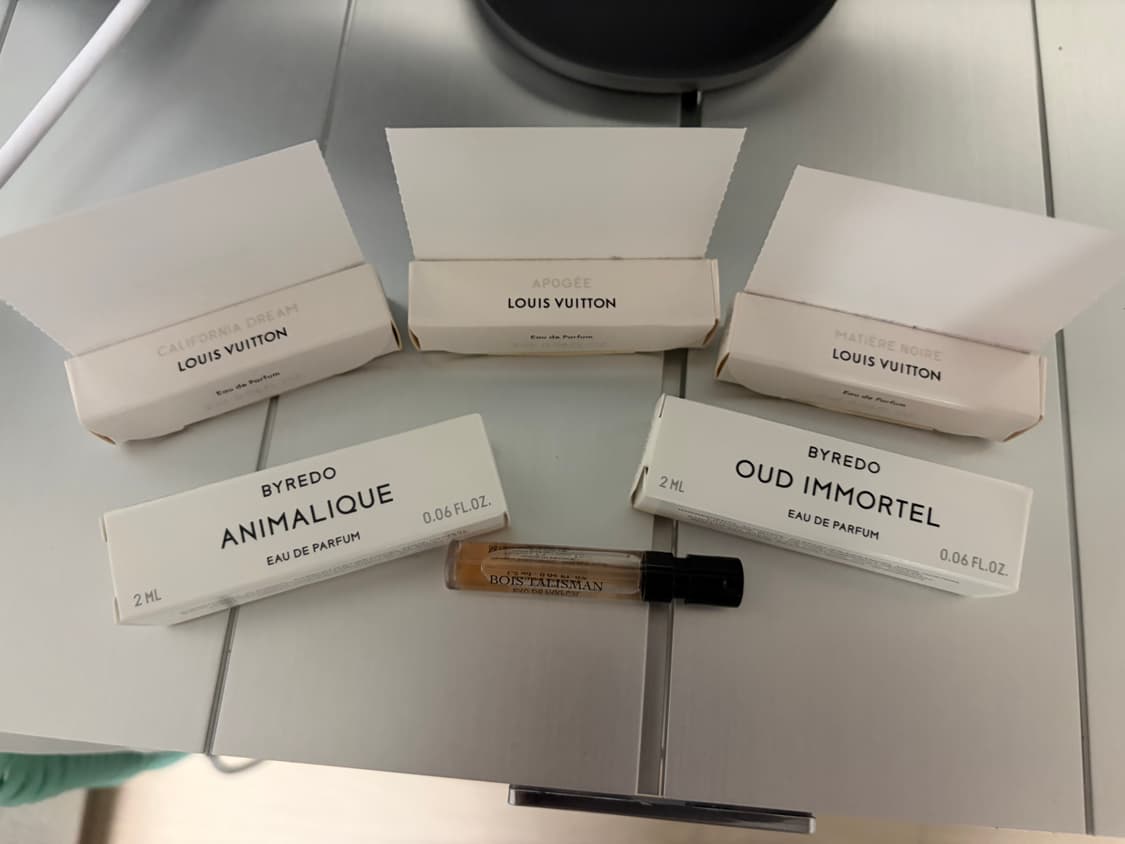 CALIFORNIA DREAM
LOUIS VUITTON
Eau de Parfum
APOGÉE
LOUIS VUITTON
Eau de Parfum
MATIÈRE NOIRE
LOUIS VUITTON
Eau de Parfum
BYREDO
ANIMALIQUE
EAU DE PARFUM
2 ML
0.06 FL.OZ.
BYREDO
OUD IMMORTEL
EAU DE PARFUM
2 ML
0.06 FL.OZ.
BOIS TALISMAN